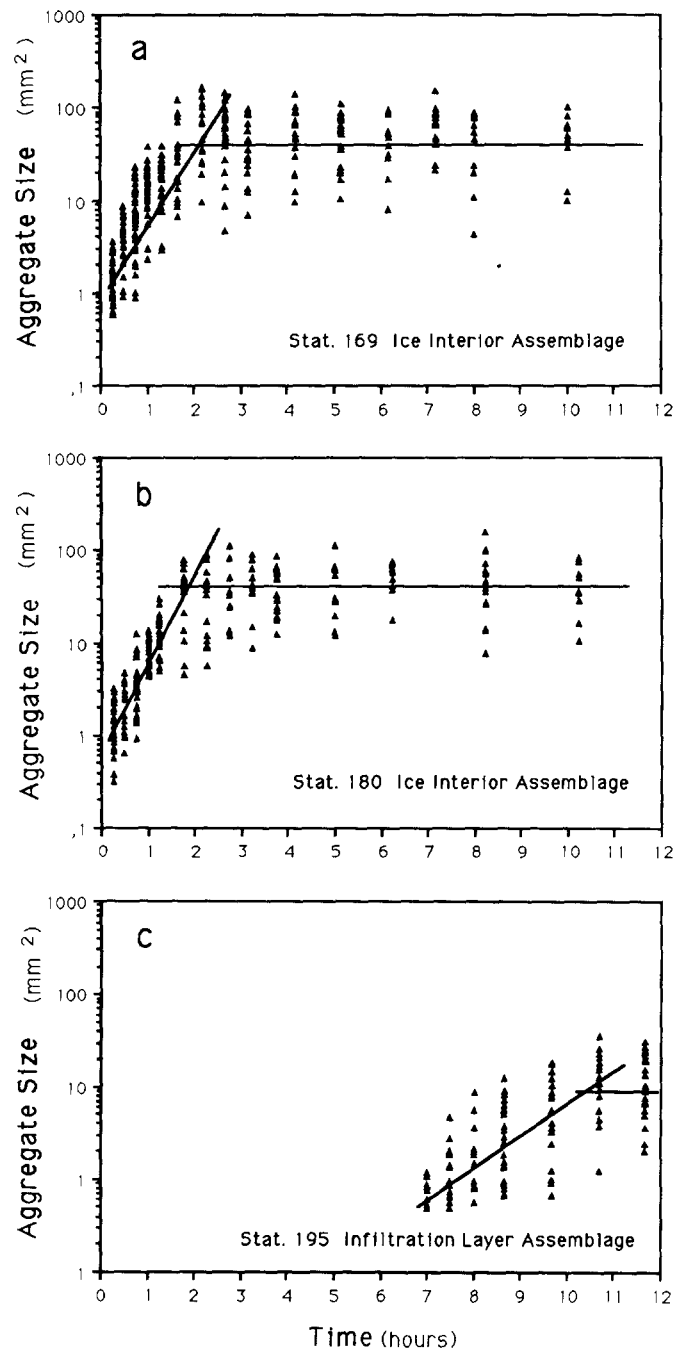 a
Aggregate Size (mm 2)
1000
100
10
1
,1
Stat. 169 Ice Interior Assemblage
0 1 2 3 4 5 6 7 8 9 10 11 12
b
Aggregate Size (mm 2)
1000
100
10
1
,1
Stat. 180 Ice Interior Assemblage
0 1 2 3 4 5 6 7 8 9 10 11 12
c
Aggregate Size (mm 2)
1000
100
10
1
1
Stat. 195 Infiltration Layer Assemblage
0 1 2 3 4 5 6 7 8 9 10 11 12
Time (hours)